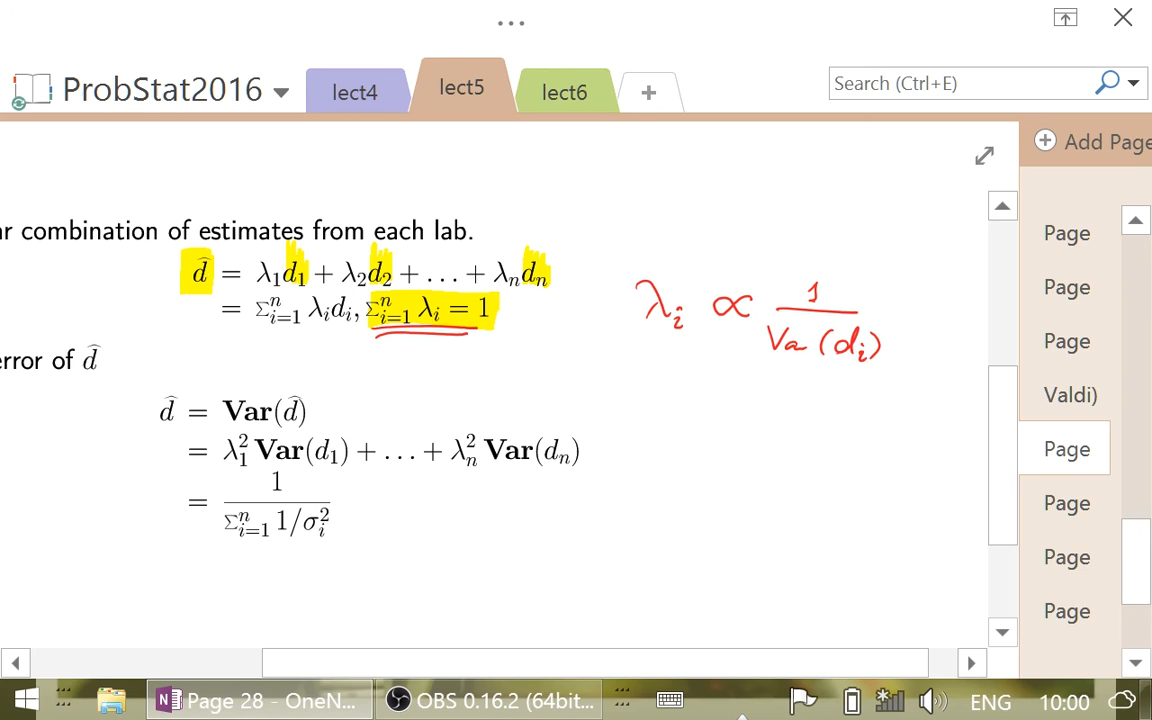 ...
ProbStat2016
lect4
lect5
lect6
+
Search (Ctrl+E)
Add Page
ar combination of estimates from each lab.
d̂ = λ₁d₁ + λ₂d₂ + … + λₙdₙ
= Σⁿᵢ₌₁ λᵢdᵢ, Σⁿᵢ₌₁ λᵢ = 1
λᵢ ∝ 1 / Va (dᵢ)
error of d̂
d̂ = Var(d̂)
= λ₁² Var(d₁) + … + λₙ² Var(dₙ)
= 1 / Σⁿᵢ₌₁ 1/σᵢ²
Page
Page
Page
Valdi)
Page
Page
Page
Page
Page 28 - OneN...
OBS 0.16.2 (64bit...
ENG
10:00